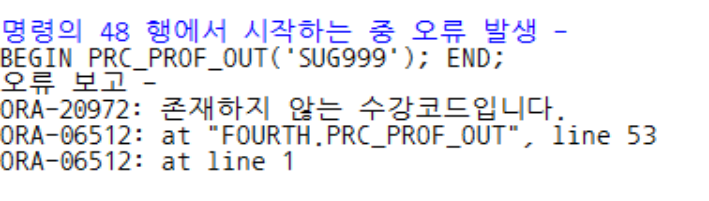 명령의 48 행에서 시작하는 중 오류 발생 -
BEGIN PRC_PROF_OUT('SUG999'); END;
오류 보고 -
ORA-20972: 존재하지 않는 수강코드입니다.
ORA-06512: at "FOURTH.PRC_PROF_OUT", line 53
ORA-06512: at line 1